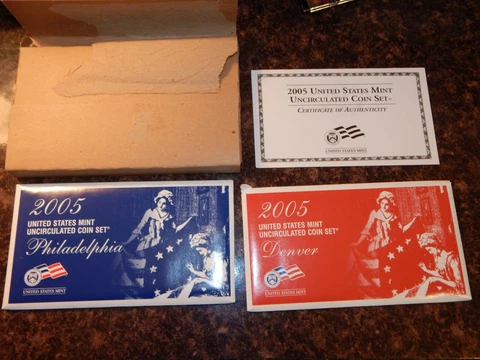 2005 UNITED STATES MINT
UNCIRCULATED COIN SET™
CERTIFICATE OF AUTHENTICITY
UNITED STATES MINT
2005
UNITED STATES MINT
UNCIRCULATED COIN SET®
Philadelphia
UNITED STATES MINT
2005
UNITED STATES MINT
UNCIRCULATED COIN SET®
Denver
UNITED STATES MINT